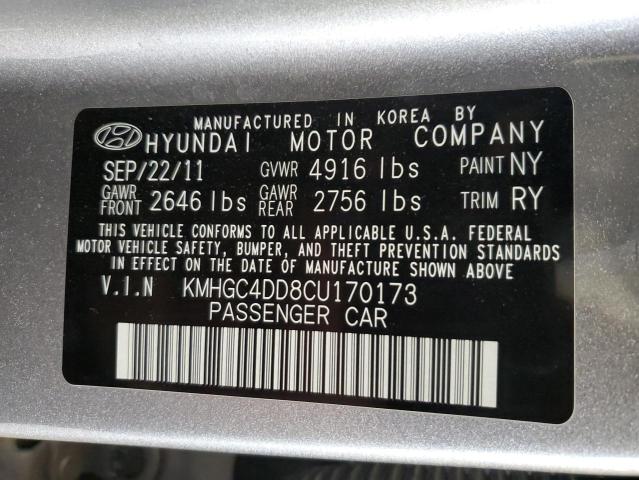 MANUFACTURED IN KOREA BY
HYUNDAI MOTOR COMPANY
SEP/22/11 GVWR 4916 lbs PAINT NY
GAWR FRONT 2646 lbs GAWR REAR 2756 lbs TRIM RY
THIS VEHICLE CONFORMS TO ALL APPLICABLE U.S.A. FEDERAL
MOTOR VEHICLE SAFETY, BUMPER, AND THEFT PREVENTION STANDARDS
IN EFFECT ON THE DATE OF MANUFACTURE SHOWN ABOVE.
V.I.N KMHGC4DD8CU170173
PASSENGER CAR